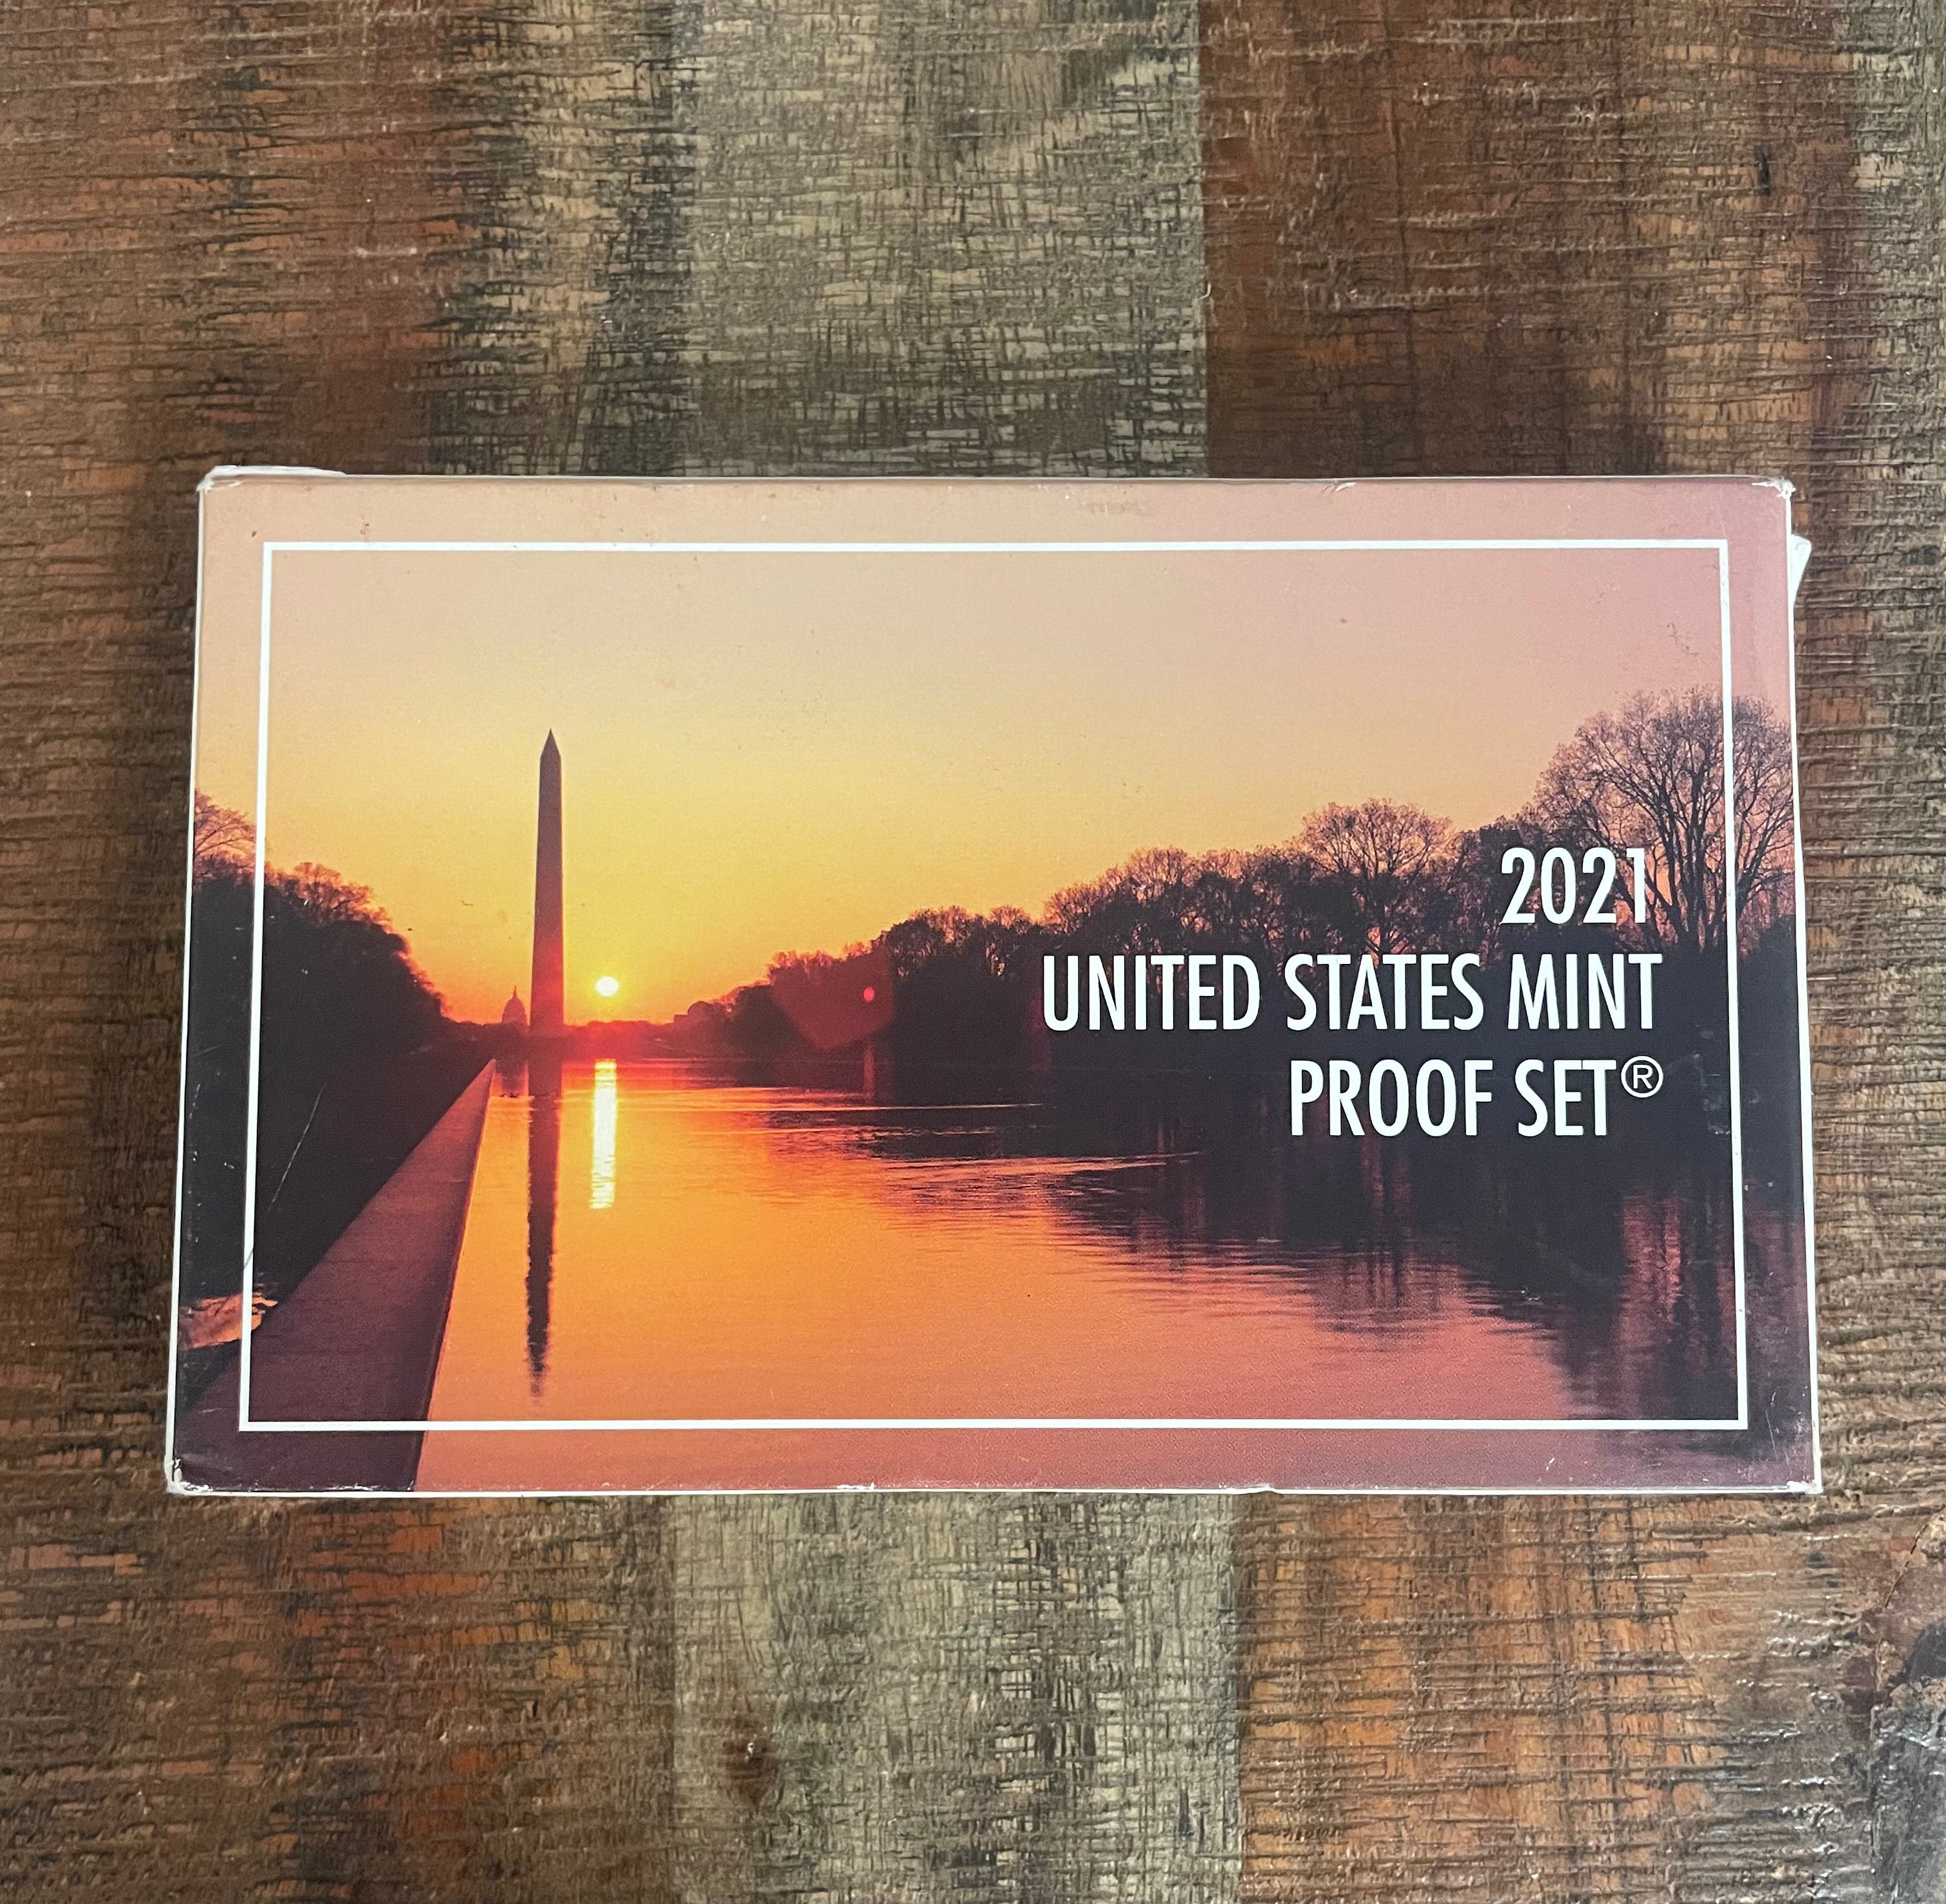 2021
UNITED STATES MINT
PROOF SET®